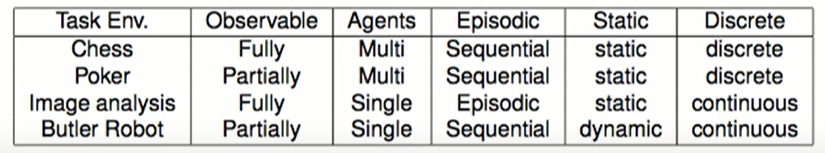 Task Env. Observable Agents Episodic Static Discrete
Chess Fully Multi Sequential static discrete
Poker Partially Multi Sequential static discrete
Image analysis Fully Single Episodic static continuous
Butler Robot Partially Single Sequential dynamic continuous